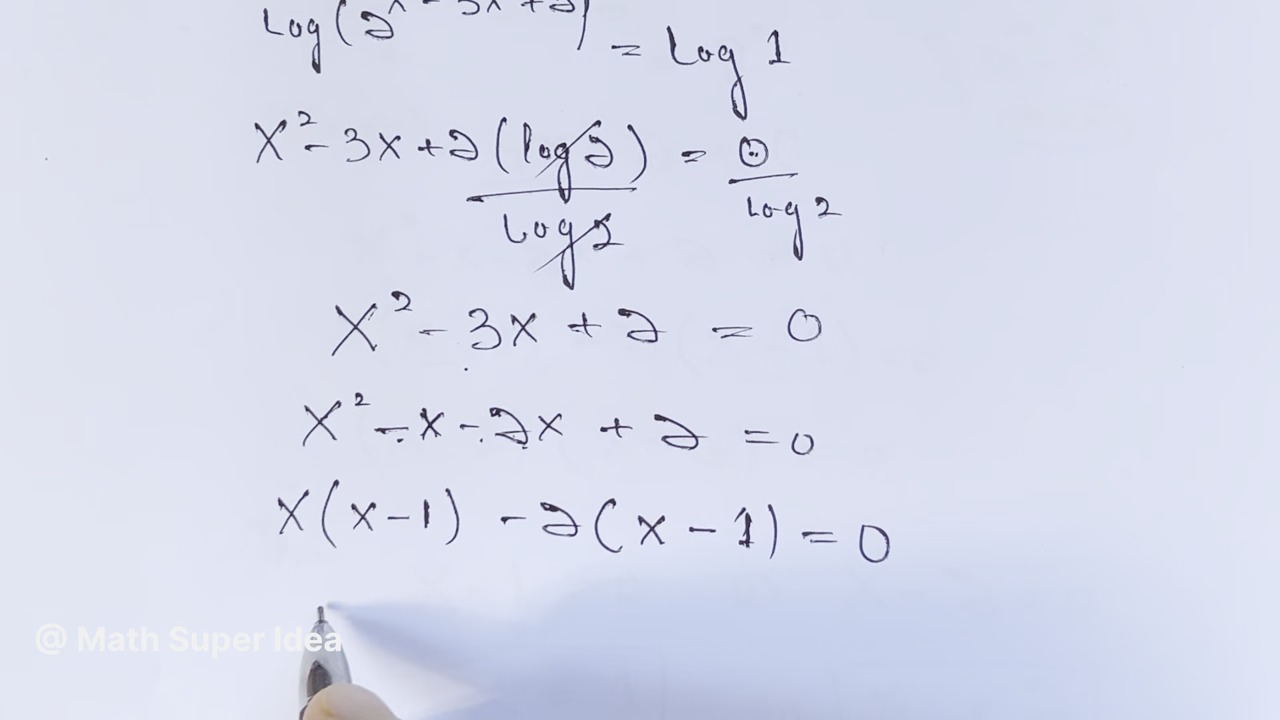 Log(2^x² - 3x + 2) = Log 1
x² - 3x + 2 (log 2) / Log 2 = 0 / Log 2
x² - 3x + 2 = 0
x² - x - 2x + 2 = 0
x(x - 1) - 2(x - 1) = 0
@ Math Super Idea